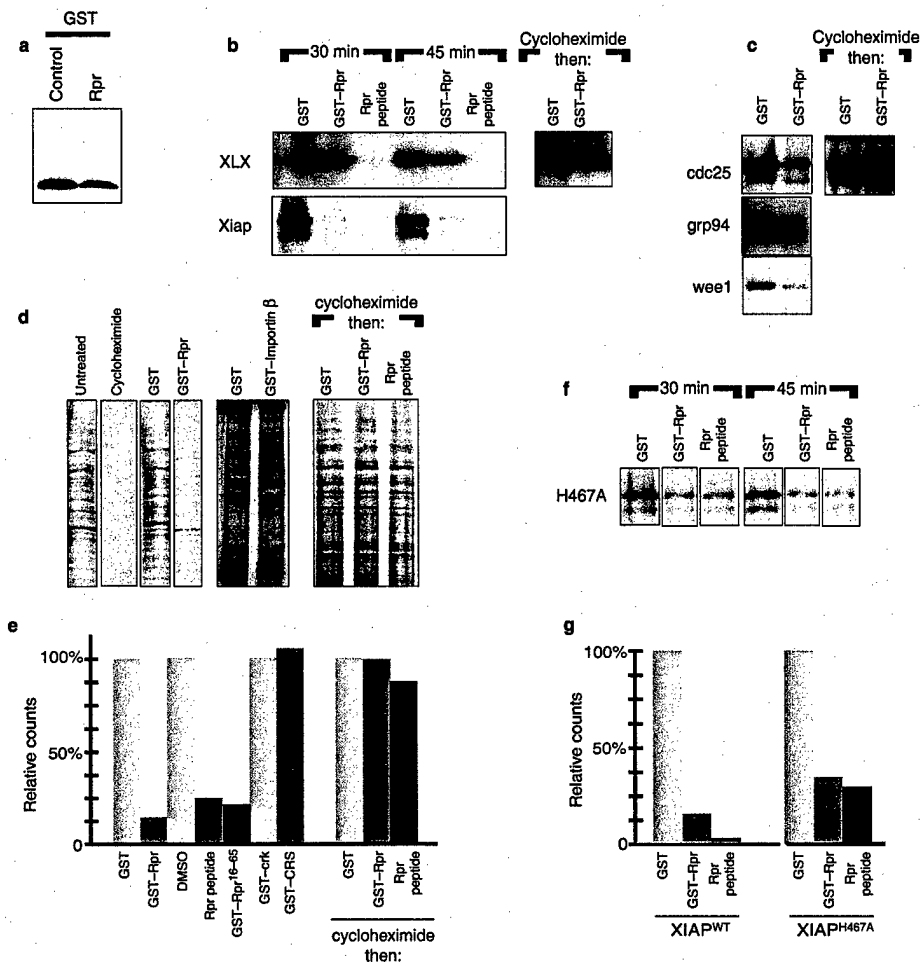 a
GST
Control
Rpr
b
30 min
45 min
Cycloheximide
then:
GST
GST–Rpr
Rpr
peptide
GST
GST–Rpr
Rpr
peptide
GST
GST–Rpr
XLX
Xiap
c
Cycloheximide
then:
GST
GST–Rpr
GST
GST–Rpr
cdc25
grp94
wee1
d
Untreated
Cycloheximide
GST
GST–Rpr
GST
GST–Importin β
cycloheximide
then:
GST
GST–Rpr
Rpr
peptide
f
30 min
45 min
GST
GST–Rpr
Rpr
peptide
GST
GST–Rpr
Rpr
peptide
H467A
e
Relative counts
100%
50%
0
GST
GST–Rpr
DMSO
Rpr peptide
GST–Rpr16–65
GST–crk
GST–CRS
GST
GST–Rpr
Rpr
peptide
cycloheximide
then:
g
Relative counts
100%
50%
0
GST
GST–Rpr
Rpr
peptide
XIAPWT
GST
GST–Rpr
Rpr
peptide
XIAPH467A